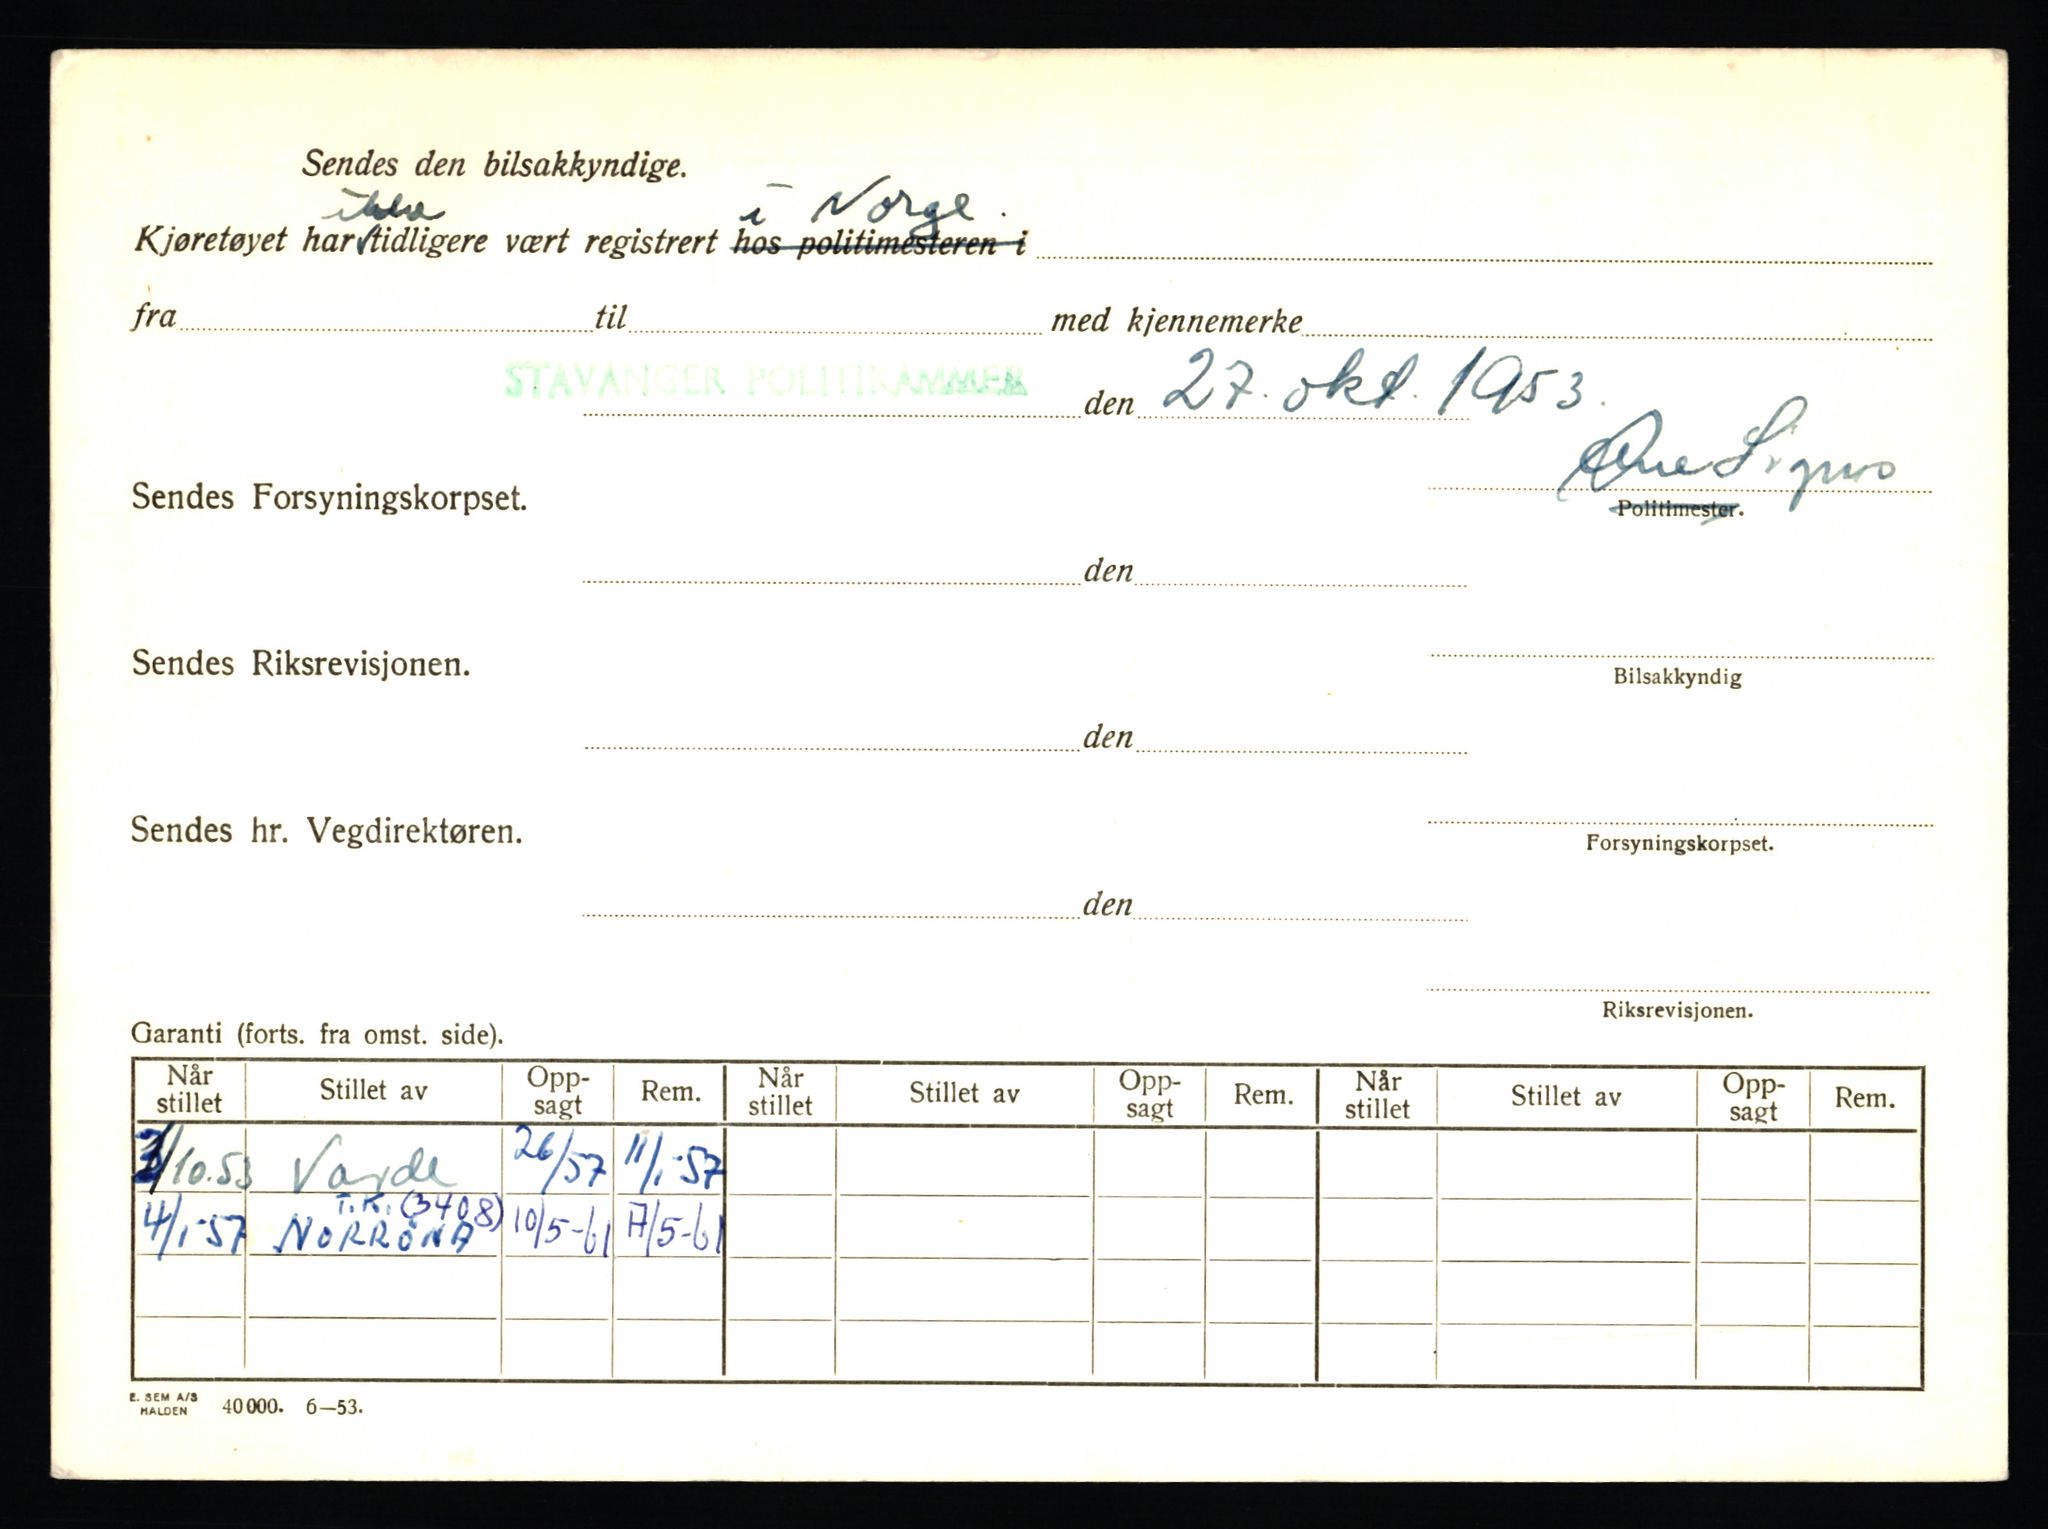 Sendes den bilsakkyndige.
ikke i Norge.
Kjøretøyet har tidligere vært registrert hos politimesteren i
fra til med kjennemerke
STAVANGER POLITIKAMMER den 27. okt. 1953.
Sendes Forsyningskorpset.
Politimester.
den
Sendes Riksrevisjonen.
Bilsakkyndig
den
Sendes hr. Vegdirektøren.
Forsyningskorpset.
den
Riksrevisjonen.
Garanti (forts. fra omst. side).
Når stillet Stillet av Opp-sagt Rem. Når stillet Stillet av Opp-sagt Rem. Når stillet Stillet av Opp-sagt Rem.
/10.53 Varde 26/57 11/1-57
T.K. (3408)
4/1-57 NORRÖNA 10/5-61 17/5-61
E. SEM A/S
HALDEN 40 000. 6—53.